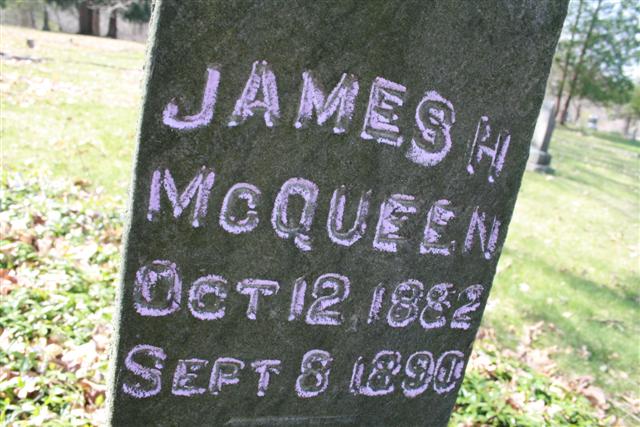 JAMES H
McQUEEN
OCT 12 1882
SEPT 8 1890